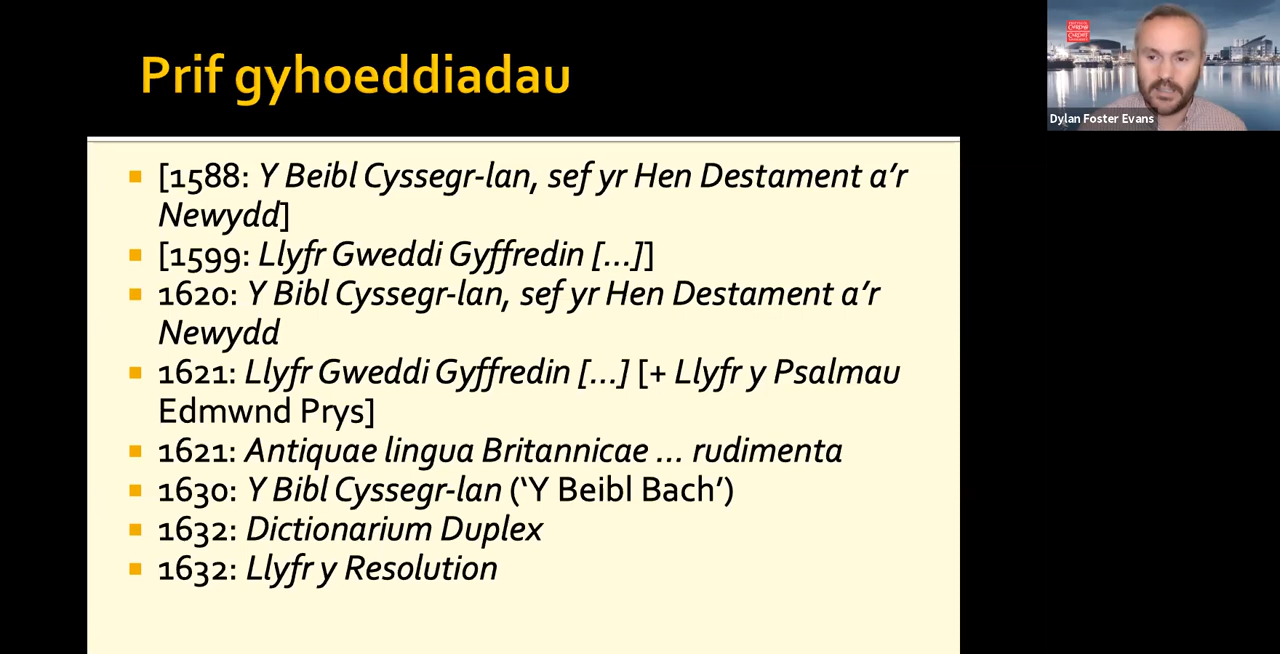 Prif gyhoeddiadau
[1588: Y Beibl Cyssegr-lan, sef yr Hen Destament a’r
Newydd]
[1599: Llyfr Gweddi Gyffredin [...]]
1620: Y Bibl Cyssegr-lan, sef yr Hen Destament a’r
Newydd
1621: Llyfr Gweddi Gyffredin [...] [+ Llyfr y Psalmau
Edmwnd Prys]
1621: Antiquae lingua Britannicae ... rudimenta
1630: Y Bibl Cyssegr-lan (‘Y Beibl Bach’)
1632: Dictionarium Duplex
1632: Llyfr y Resolution
Dylan Foster Evans